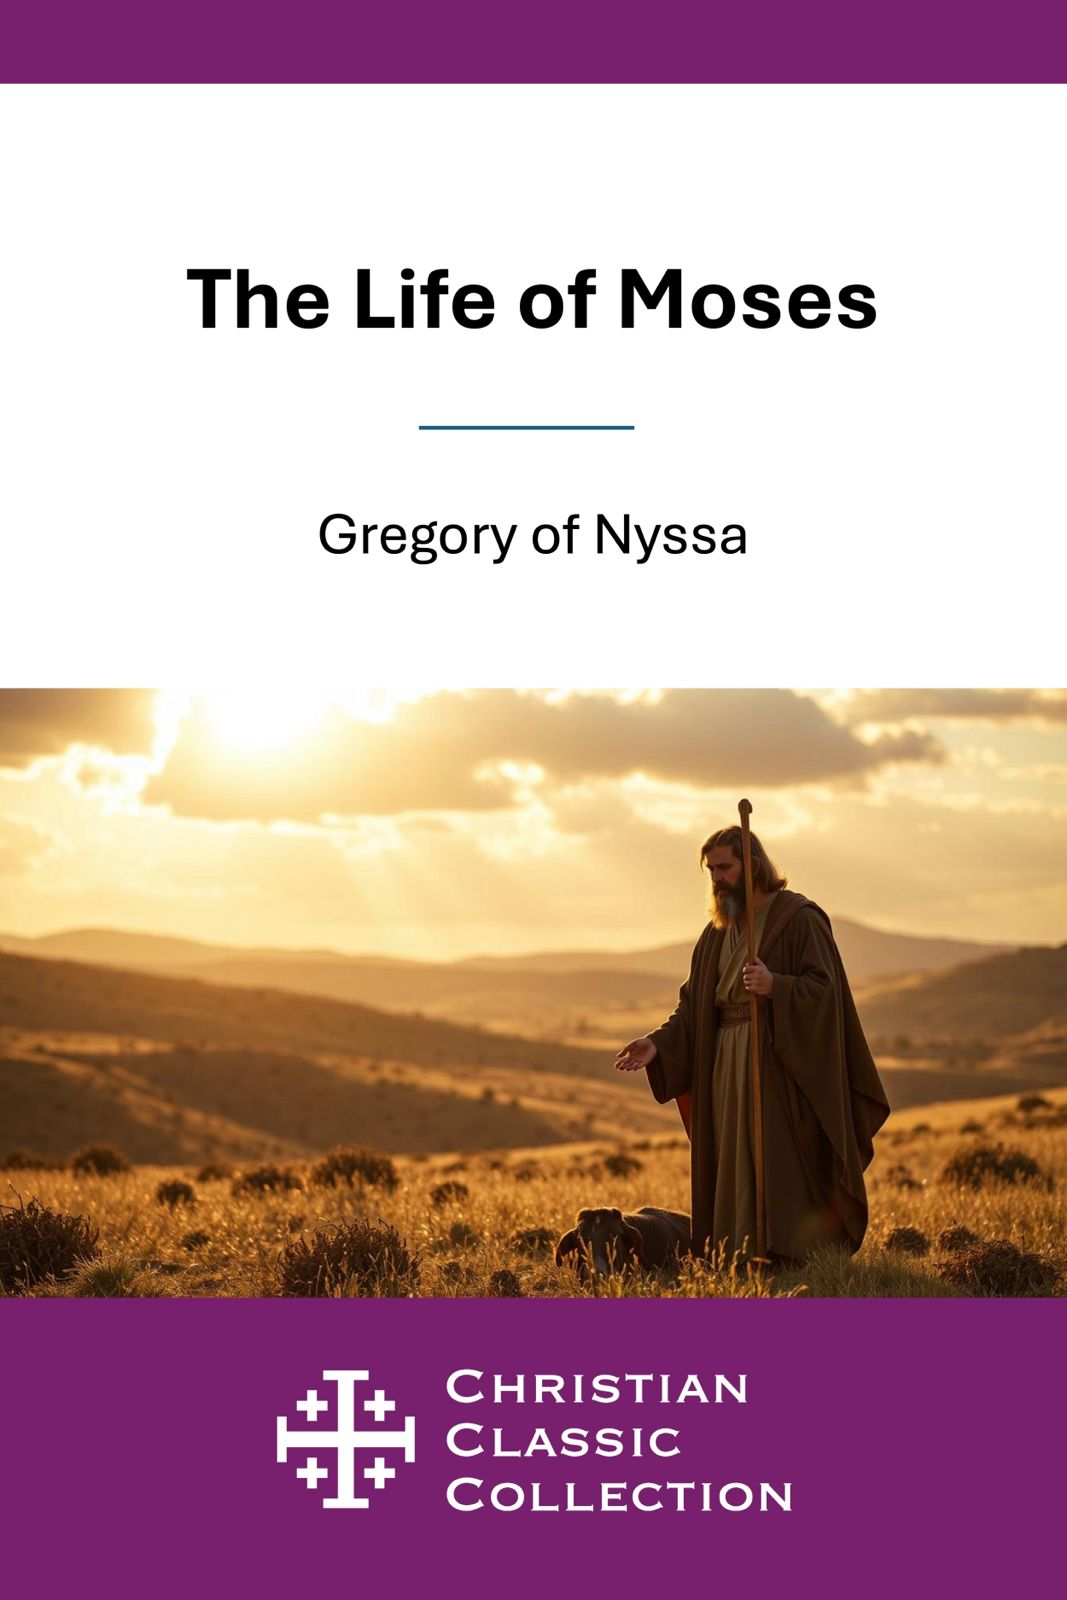 The Life of Moses
Gregory of Nyssa
Christian
Classic
Collection